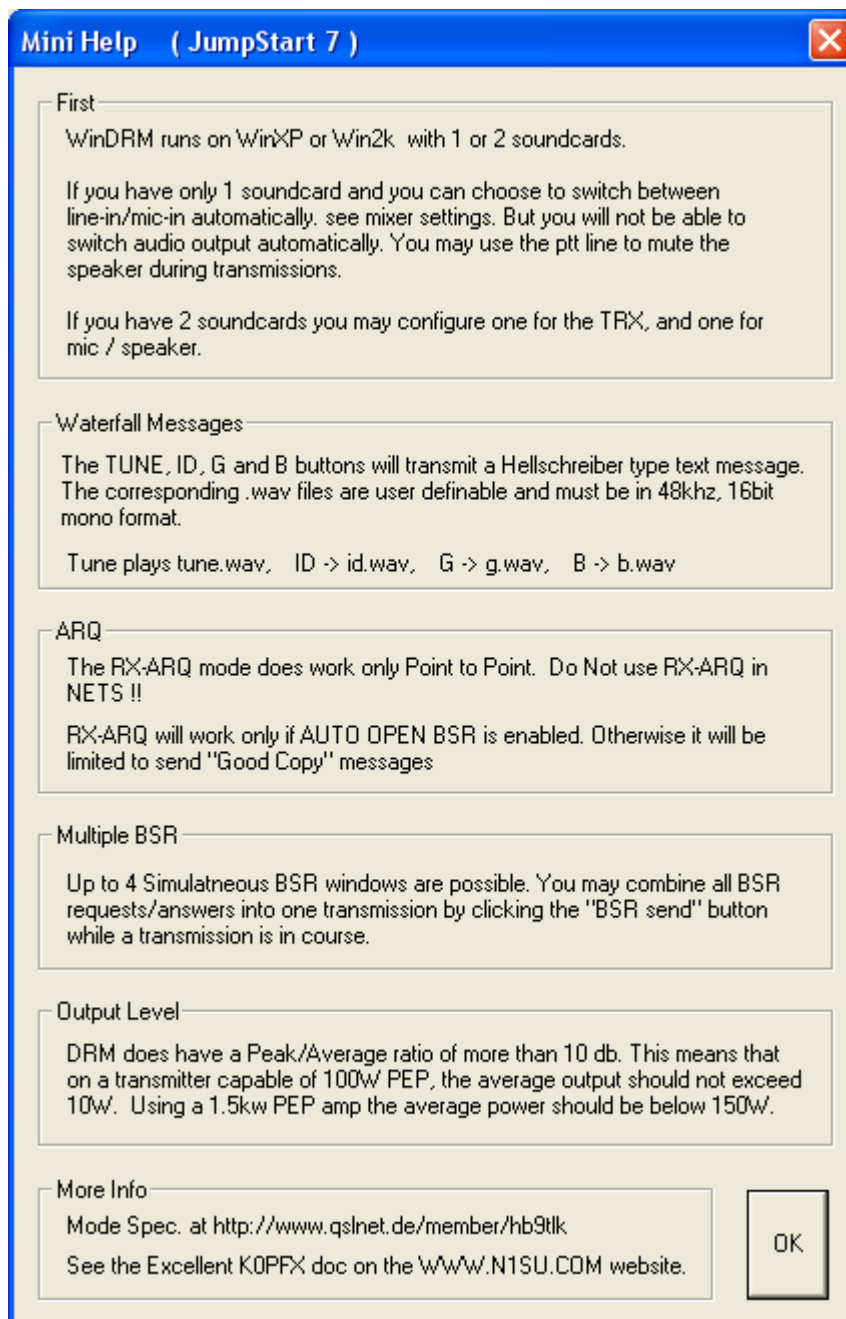 Mini Help ( JumpStart 7 )
First
WinDRM runs on WinXP or Win2k with 1 or 2 soundcards.
If you have only 1 soundcard and you can choose to switch between
line-in/mic-in automatically. see mixer settings. But you will not be able to
switch audio output automatically. You may use the ptt line to mute the
speaker during transmissions.
If you have 2 soundcards you may configure one for the TRX, and one for
mic / speaker.
Waterfall Messages
The TUNE, ID, G and B buttons will transmit a Hellschreiber type text message.
The corresponding .wav files are user definable and must be in 48khz, 16bit
mono format.
Tune plays tune.wav, ID -> id.wav, G -> g.wav, B -> b.wav
ARQ
The RX-ARQ mode does work only Point to Point. Do Not use RX-ARQ in
NETS !!
RX-ARQ will work only if AUTO OPEN BSR is enabled. Otherwise it will be
limited to send "Good Copy" messages
Multiple BSR
Up to 4 Simulatneous BSR windows are possible. You may combine all BSR
requests/answers into one transmission by clicking the "BSR send" button
while a transmission is in course.
Output Level
DRM does have a Peak/Average ratio of more than 10 db. This means that
on a transmitter capable of 100W PEP, the average output should not exceed
10W. Using a 1.5kw PEP amp the average power should be below 150W.
More Info
Mode Spec. at http://www.qslnet.de/member/hb9tlk
See the Excellent K0PFX doc on the WWW.N1SU.COM website.
OK